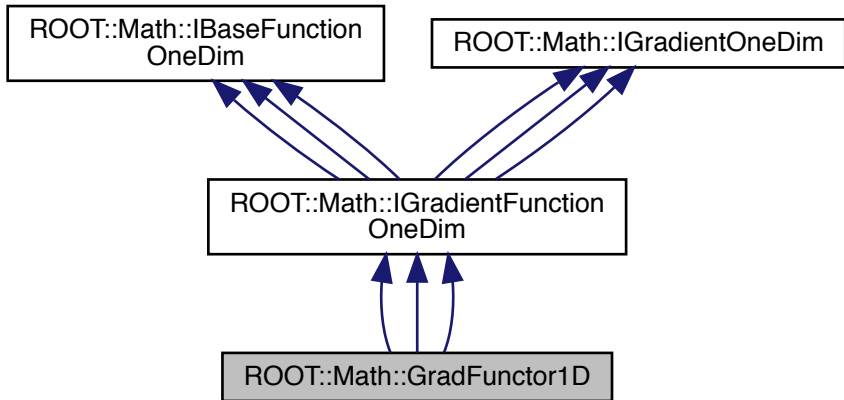 ROOT::Math::IBaseFunction
OneDim
ROOT::Math::IGradientOneDim
ROOT::Math::IGradientFunction
OneDim
ROOT::Math::GradFunctor1D